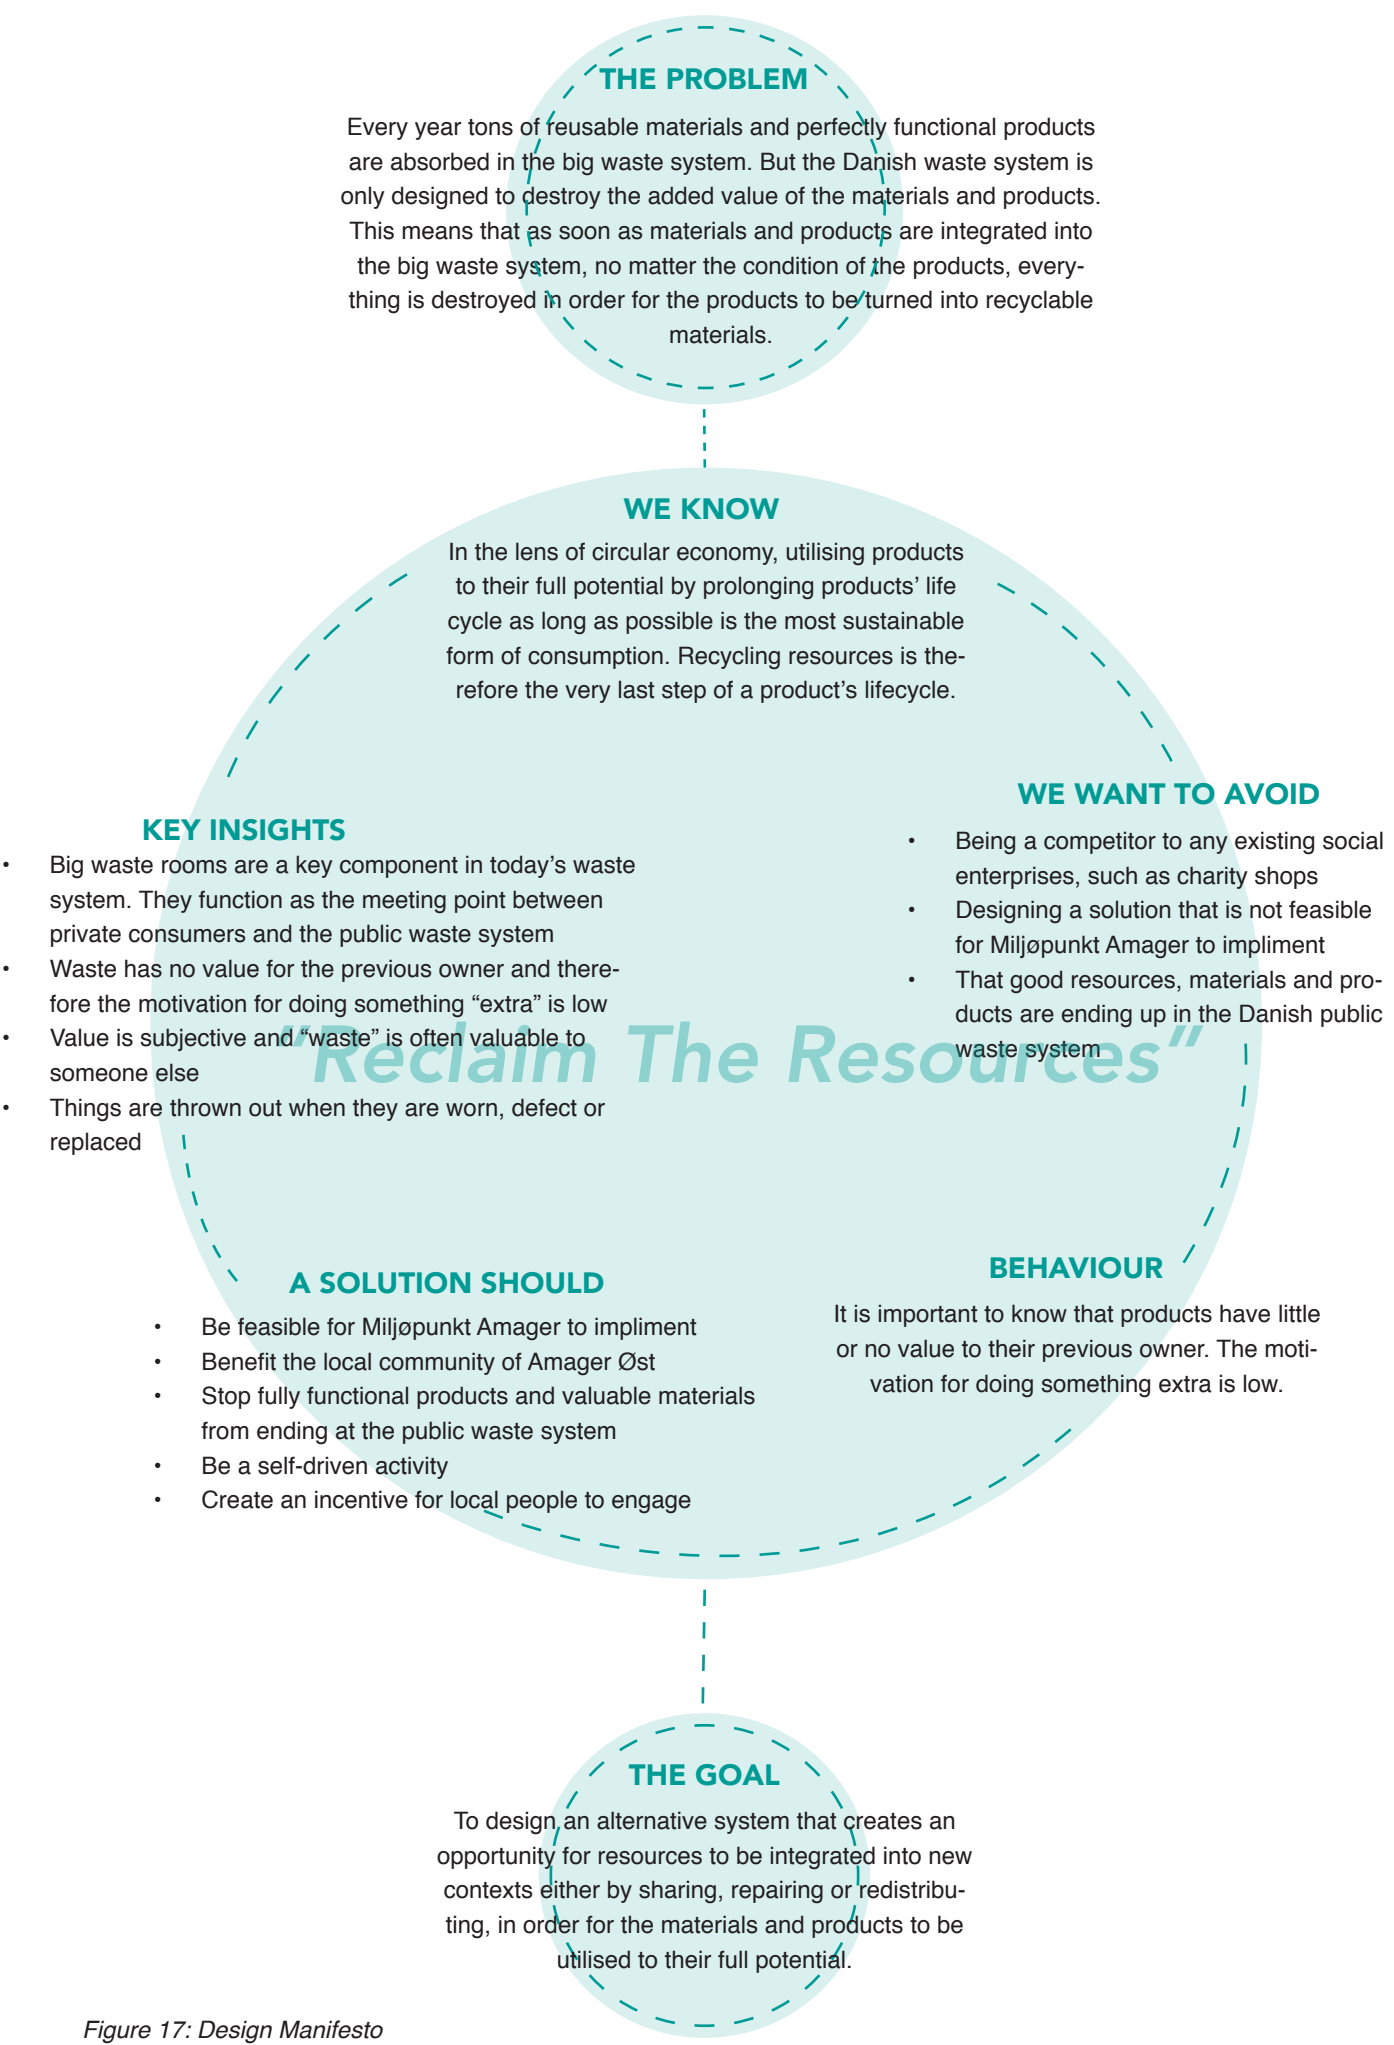 THE PROBLEM
Every year tons of reusable materials and perfectly functional products
are absorbed in the big waste system. But the Danish waste system is
only designed to destroy the added value of the materials and products.
This means that as soon as materials and products are integrated into
the big waste system, no matter the condition of the products, every-
thing is destroyed in order for the products to be turned into recyclable
materials.
WE KNOW
In the lens of circular economy, utilising products
to their full potential by prolonging products’ life
cycle as long as possible is the most sustainable
form of consumption. Recycling resources is the-
refore the very last step of a product’s lifecycle.
KEY INSIGHTS
• Big waste rooms are a key component in today’s waste
system. They function as the meeting point between
private consumers and the public waste system
• Waste has no value for the previous owner and there-
fore the motivation for doing something “extra” is low
• Value is subjective and “waste” is often valuable to
someone else
• Things are thrown out when they are worn, defect or
replaced
WE WANT TO AVOID
• Being a competitor to any existing social
enterprises, such as charity shops
• Designing a solution that is not feasible
for Miljøpunkt Amager to impliment
• That good resources, materials and pro-
ducts are ending up in the Danish public
waste system
“Reclaim The Resources”
A SOLUTION SHOULD
• Be feasible for Miljøpunkt Amager to impliment
• Benefit the local community of Amager Øst
• Stop fully functional products and valuable materials
from ending at the public waste system
• Be a self-driven activity
• Create an incentive for local people to engage
BEHAVIOUR
It is important to know that products have little
or no value to their previous owner. The moti-
vation for doing something extra is low.
THE GOAL
To design an alternative system that creates an
opportunity for resources to be integrated into new
contexts either by sharing, repairing or redistribu-
ting, in order for the materials and products to be
utilised to their full potential.
Figure 17: Design Manifesto